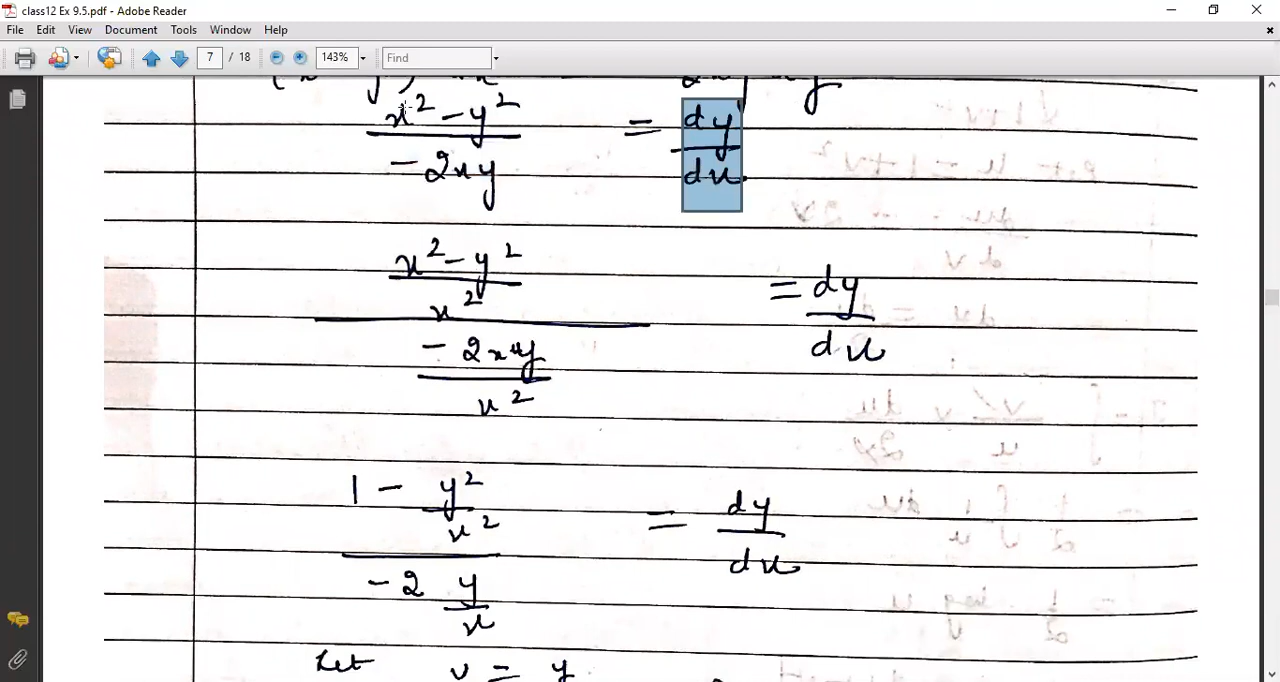 class12 Ex 9.5.pdf - Adobe Reader
File Edit View Document Tools Window Help
7 / 18 143% Find
x² - y² / - 2xy = dy / dx
x² - y² / x² / - 2xy / x² = dy / dx
1 - y² / x² / - 2 y / x = dy / dx
Let v = y